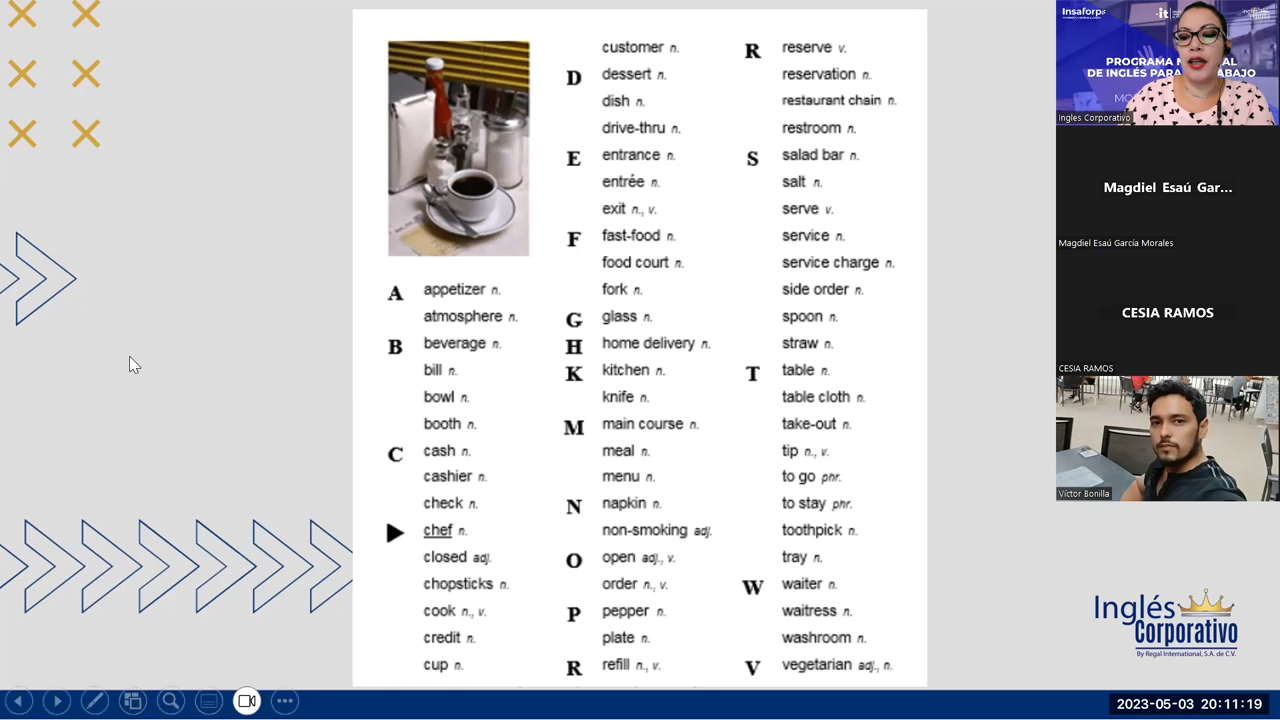 A appetizer n.
atmosphere n.
B beverage n.
bill n.
bowl n.
booth n.
C cash n.
cashier n.
check n.
chef n.
closed adj.
chopsticks n.
cook n., v.
credit n.
cup n.
customer n.
D dessert n.
dish n.
drive-thru n.
E entrance n.
entrée n.
exit n., v.
F fast-food n.
food court n.
fork n.
G glass n.
H home delivery n.
K kitchen n.
knife n.
M main course n.
meal n.
menu n.
N napkin n.
non-smoking adj.
O open adj., v.
order n., v.
P pepper n.
plate n.
R refill n., v.
R reserve v.
reservation n.
restaurant chain n.
restroom n.
S salad bar n.
salt n.
serve v.
service n.
service charge n.
side order n.
spoon n.
straw n.
T table n.
table cloth n.
take-out n.
tip n., v.
to go phr.
to stay phr.
toothpick n.
tray n.
W waiter n.
waitress n.
washroom n.
V vegetarian adj., n.
Insaforp
it
PROGRAMA
DE INGLÉS PARA
Ingles Corporativo
Magdiel Esaú Gar...
Magdiel Esaú García Morales
CESIA RAMOS
CESIA RAMOS
Víctor Bonilla
Inglés
Corporativo
By Regal International, S.A. de C.V.
2023-05-03 20:11:19